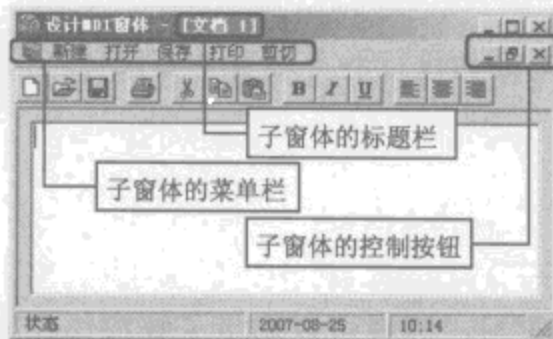 设计MDI窗体 - [文档 1]
新建 打开 保存 打印 剪切
B I U
子窗体的标题栏
子窗体的菜单栏
子窗体的控制按钮
状态 2007-08-25 10:14